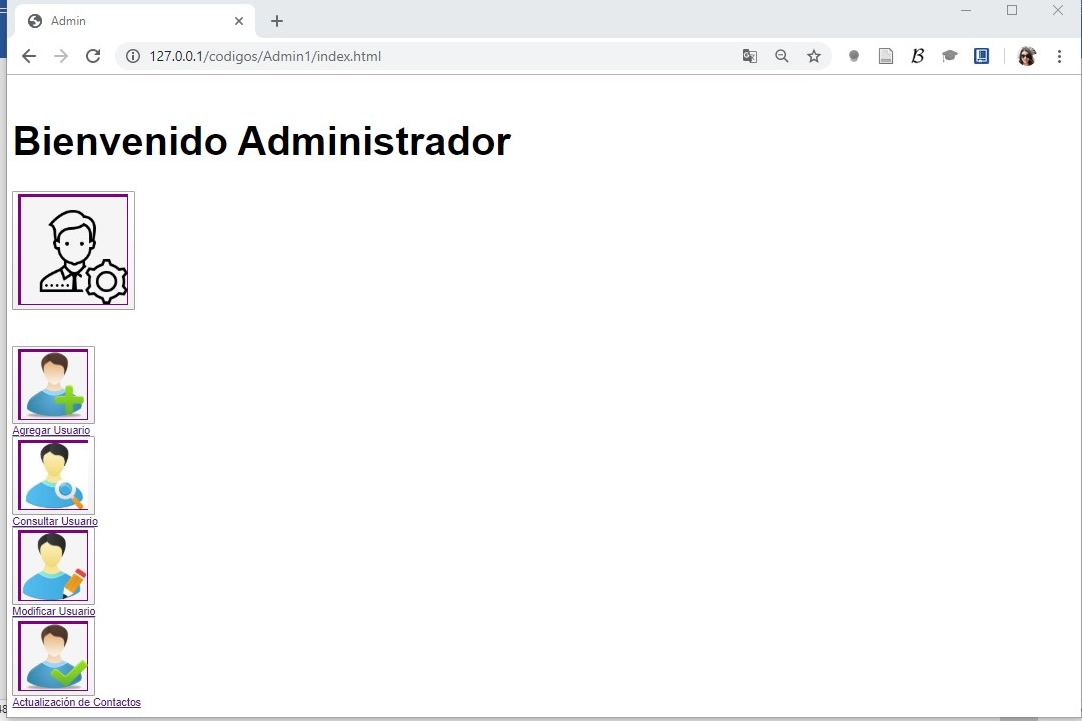 Admin
127.0.0.1/codigos/Admin1/index.html
B
Bienvenido Administrador
Agregar Usuario
Consultar Usuario
Modificar Usuario
Actualización de Contactos